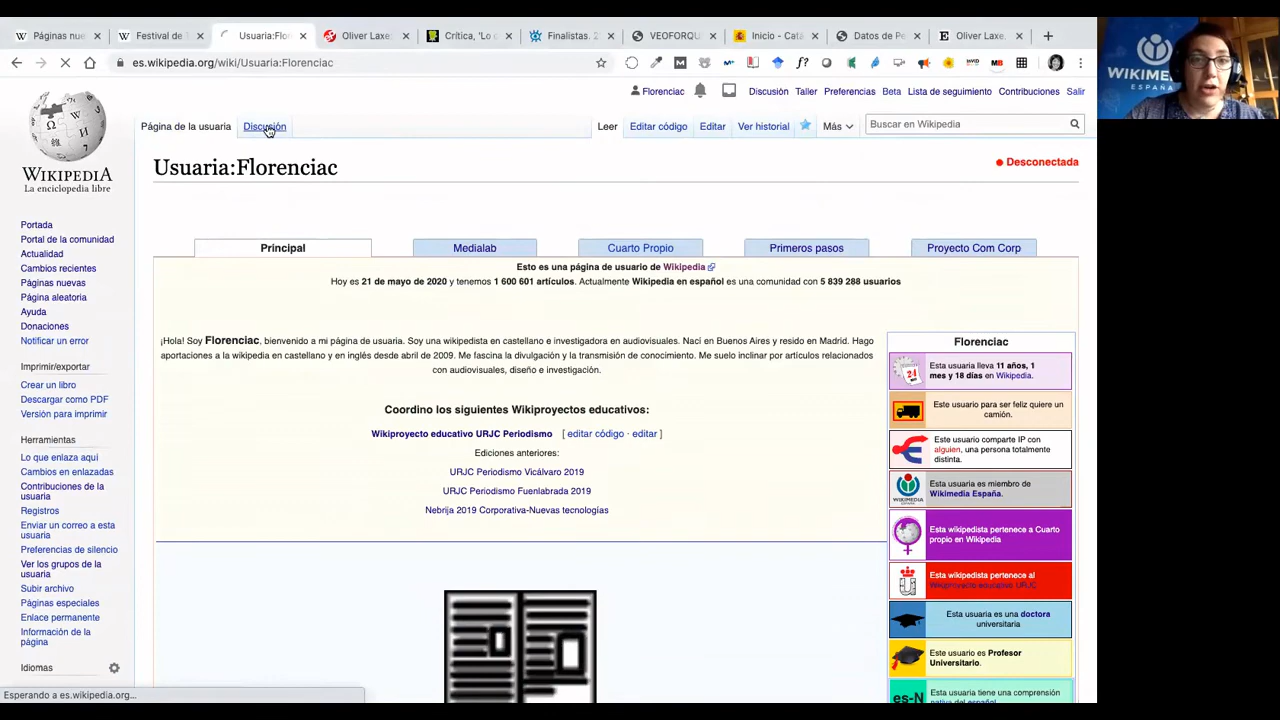 Páginas nue
Festival de
Usuaria:Flo
Oliver Laxe,
Crítica, 'Lo
Finalistas. 2
VEOFORQU
Inicio - Cat
Datos de Pe
Oliver Laxe.
es.wikipedia.org/wiki/Usuaria:Florenciac
WIKIMEDIA
ESPAÑA
Florenciac Discusión Taller Preferencias Beta Lista de seguimiento Contribuciones Salir
Página de la usuaria Discusión Leer Editar código Editar Ver historial Más Buscar en Wikipedia
WIKIPEDIA
La enciclopedia libre
Usuaria:Florenciac
Desconectada
Portada
Portal de la comunidad
Actualidad
Cambios recientes
Páginas nuevas
Página aleatoria
Ayuda
Donaciones
Notificar un error
Imprimir/exportar
Crear un libro
Descargar como PDF
Versión para imprimir
Herramientas
Lo que enlaza aquí
Cambios en enlazadas
Contribuciones de la
usuaria
Registros
Enviar un correo a esta
usuaria
Preferencias de silencio
Ver los grupos de la
usuaria
Subir archivo
Páginas especiales
Enlace permanente
Información de la
página
Idiomas
Principal Medialab Cuarto Propio Primeros pasos Proyecto Com Corp
Esto es una página de usuario de Wikipedia
Hoy es 21 de mayo de 2020 y tenemos 1 600 601 artículos. Actualmente Wikipedia en español es una comunidad con 5 839 288 usuarios
¡Hola! Soy Florenciac, bienvenido a mi página de usuaria. Soy una wikipedista en castellano e investigadora en audiovisuales. Nací en Buenos Aires y resido en Madrid. Hago
aportaciones a la wikipedia en castellano y en inglés desde abril de 2009. Me fascina la divulgación y la transmisión de conocimiento. Me suelo inclinar por artículos relacionados
con audiovisuales, diseño e investigación.
Coordino los siguientes Wikiproyectos educativos:
Wikiproyecto educativo URJC Periodismo [ editar código · editar ]
Ediciones anteriores:
URJC Periodismo Vicálvaro 2019
URJC Periodismo Fuenlabrada 2019
Nebrija 2019 Corporativa-Nuevas tecnologías
Florenciac
Esta usuaria lleva 11 años, 1
mes y 18 días en Wikipedia.
Este usuario para ser feliz quiere un
camión.
Este usuario comparte IP con
alguien, una persona totalmente
distinta.
WIKIMEDIA
ESPAÑA
Esta usuaria es miembro de
Wikimedia España.
Esta wikipedista pertenece a Cuarto
propio en Wikipedia
Esta wikipedista pertenece al
Wikiproyecto educativo URJC
Esta usuaria es una doctora
universitaria
Este usuario es Profesor
Universitario.
es-N
Esta usuaria tiene una comprensión
nativa del español
Esperando a es.wikipedia.org...